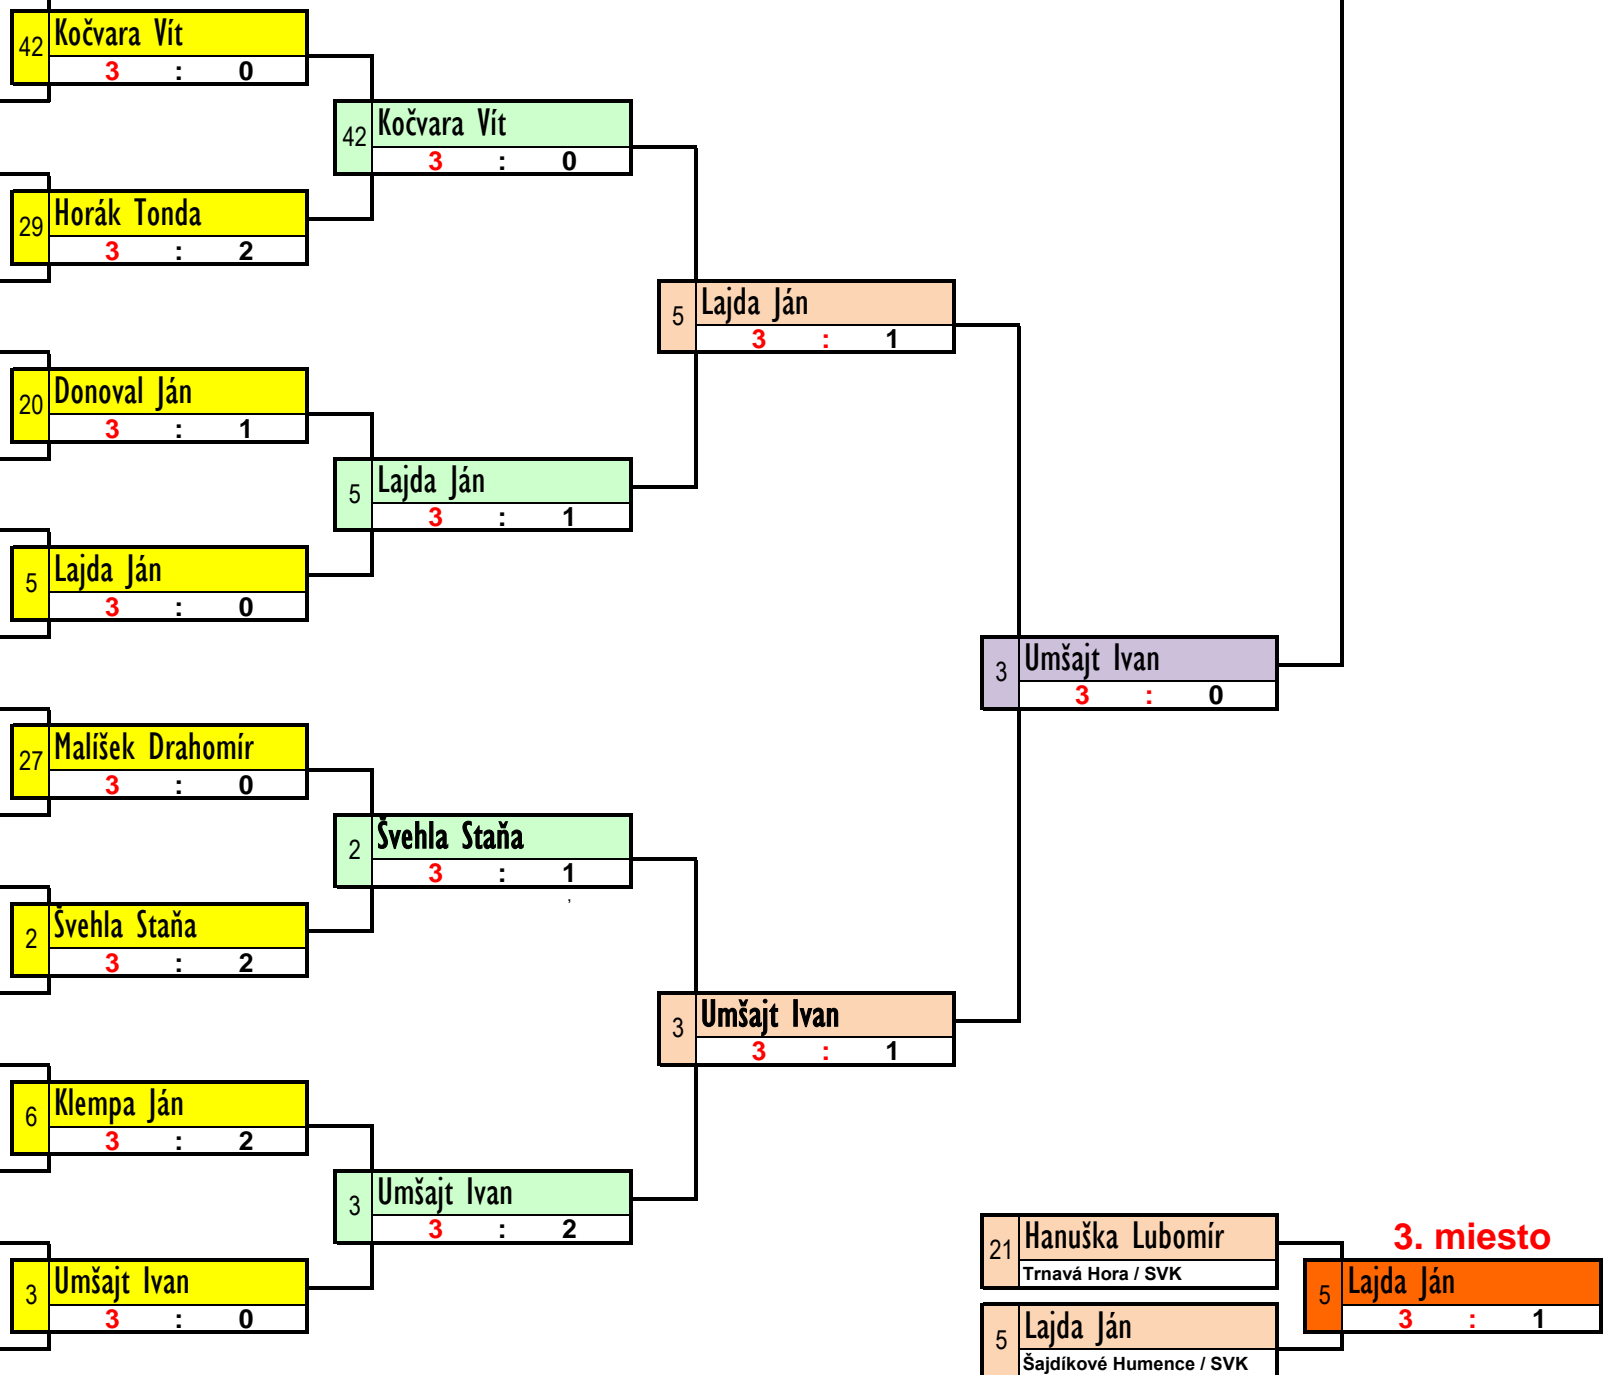 42 Kočvara Vít
3 : 0
42 Kočvara Vít
3 : 0
29 Horák Tonda
3 : 2
5 Lajda Ján
3 : 1
20 Donoval Ján
3 : 1
5 Lajda Ján
3 : 1
5 Lajda Ján
3 : 0
3 Umšajt Ivan
3 : 0
27 Malíšek Drahomír
3 : 0
2 Švehla Staňa
3 : 1
,
2 Švehla Staňa
3 : 2
3 Umšajt Ivan
3 : 1
6 Klempa Ján
3 : 2
3 Umšajt Ivan
3 : 2
3 Umšajt Ivan
3 : 0
21 Hanuška Lubomír
Trnavá Hora / SVK
3. miesto
5 Lajda Ján
3 : 1
5 Lajda Ján
Šajdíkové Humence / SVK